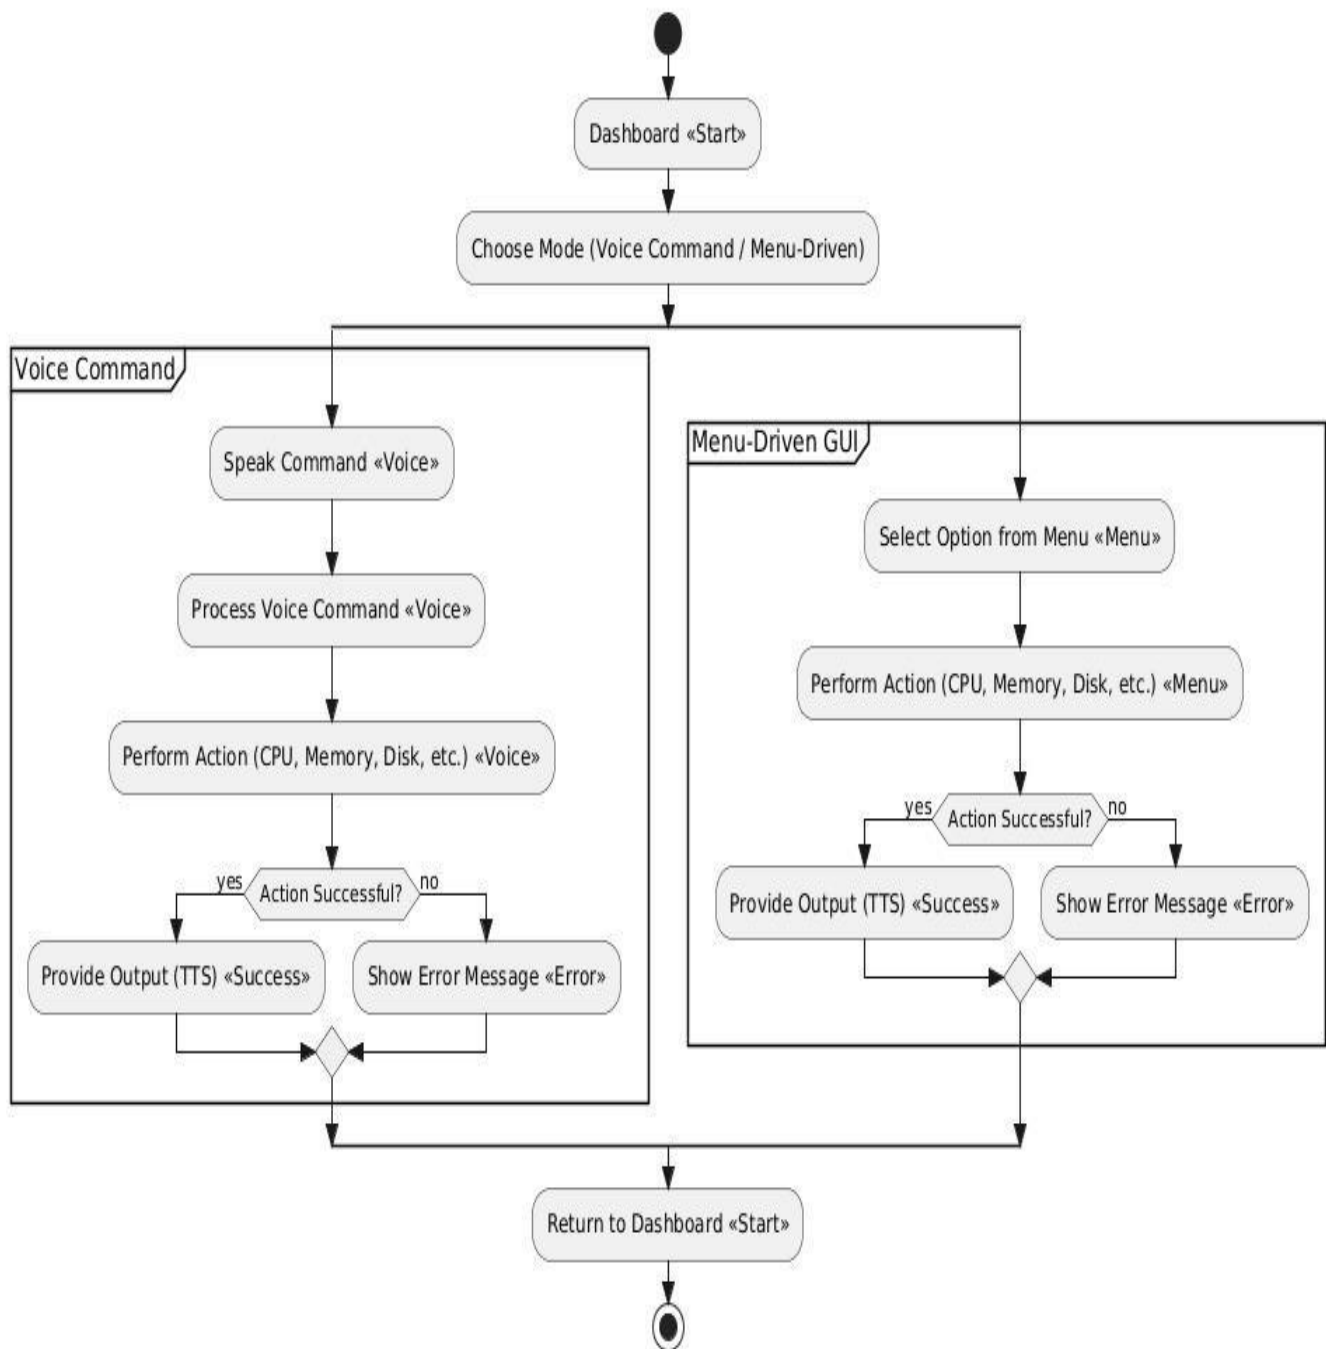 Dashboard «Start»
Choose Mode (Voice Command / Menu-Driven)
Voice Command
Speak Command «Voice»
Process Voice Command «Voice»
Perform Action (CPU, Memory, Disk, etc.) «Voice»
yes
Action Successful?
no
Provide Output (TTS) «Success»
Show Error Message «Error»
Menu-Driven GUI
Select Option from Menu «Menu»
Perform Action (CPU, Memory, Disk, etc.) «Menu»
yes
Action Successful?
no
Provide Output (TTS) «Success»
Show Error Message «Error»
Return to Dashboard «Start»